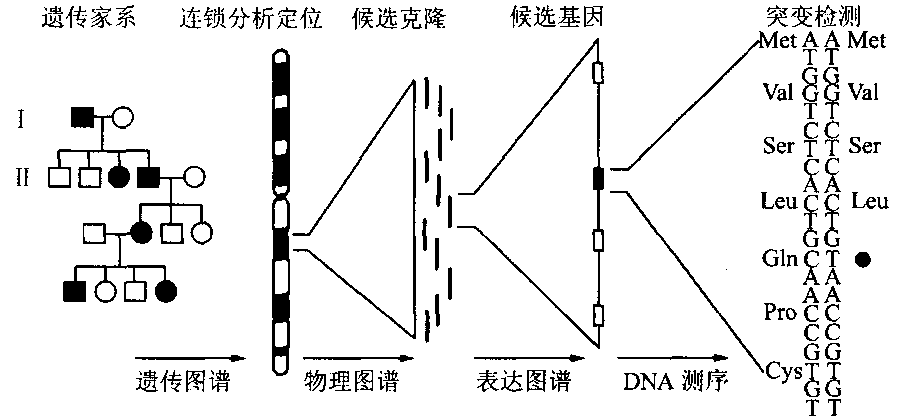 遗传家系 连锁分析定位 候选克隆 候选基因 突变检测
Met A A Met
T T
G G
Val G G Val
T T
C C
Ser T T Ser
C C
A A
Leu C C Leu
T T
G G
Gln C T
A A
A A
Pro C C
C C
G G
Cys T T
G G
T T
I
II
遗传图谱 物理图谱 表达图谱 DNA 测序